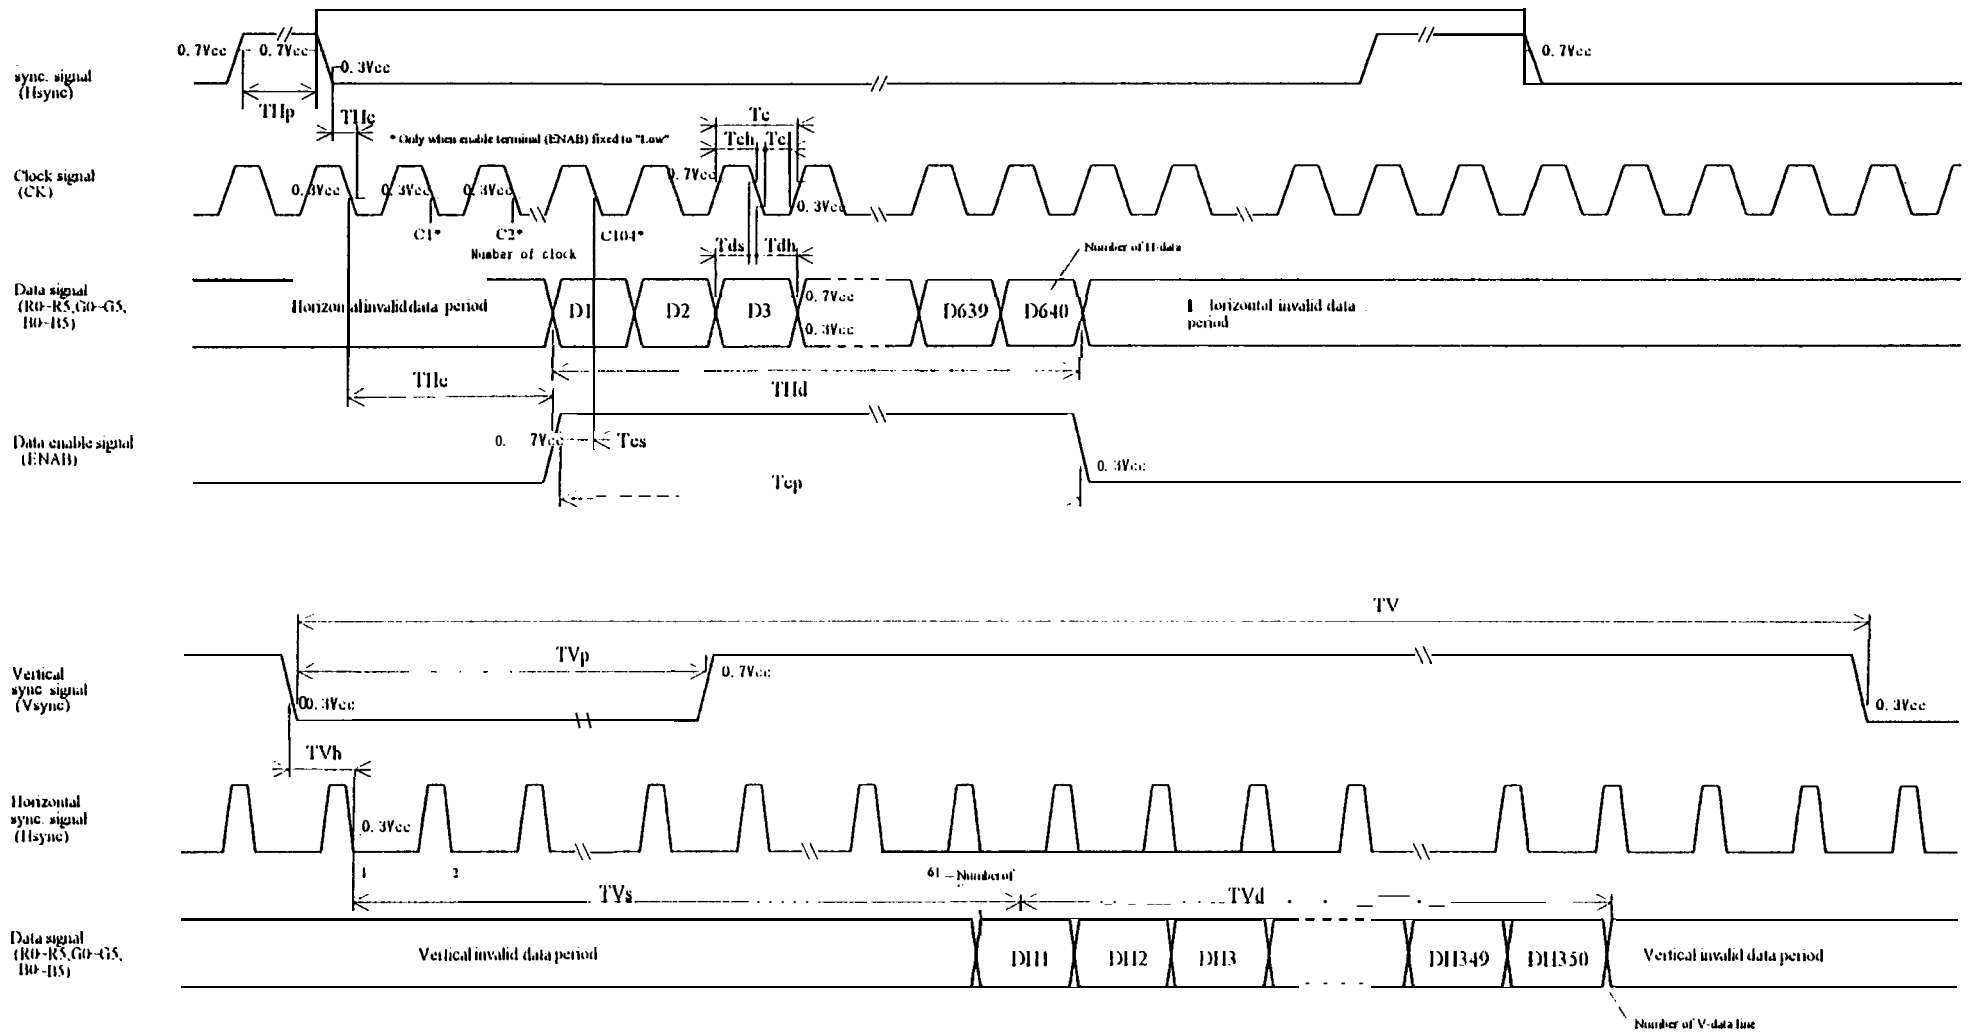 0. 7Vcc
0. 7Vcc
0. 3Vcc
0. 7Vcc
sync. signal
(Hsync)
THp
THc
Tc
* Only when enable terminal (ENAB) fixed to "Low"
Tch
Tcl
Clock signal
(CK)
0. 3Vcc
0. 3Vcc
0. 3Vcc
0. 7Vcc
0. 3Vcc
C1*
C2*
C104*
Number of clock
Tds
Tdh
Number of H-data
Data signal
(R0~R5,G0~G5,
B0~B5)
Horizontal invalid data period
D1
D2
D3
0. 7Vcc
0. 3Vcc
D639
D640
Horizontal invalid data
period
THe
THd
Data enable signal
(ENAB)
0. 7Vcc
Tes
0. 3Vcc
Tep
TV
TVp
Vertical
sync. signal
(Vsync)
0. 3Vcc
0. 7Vcc
0. 3Vcc
TVh
Horizontal
sync. signal
(Hsync)
0. 3Vcc
1
2
61
Number of
TVs
TVd
Data signal
(R0~R5,G0~G5,
B0~B5)
Vertical invalid data period
DH1
DH2
DH3
DH349
DH350
Vertical invalid data period
Number of V-data line